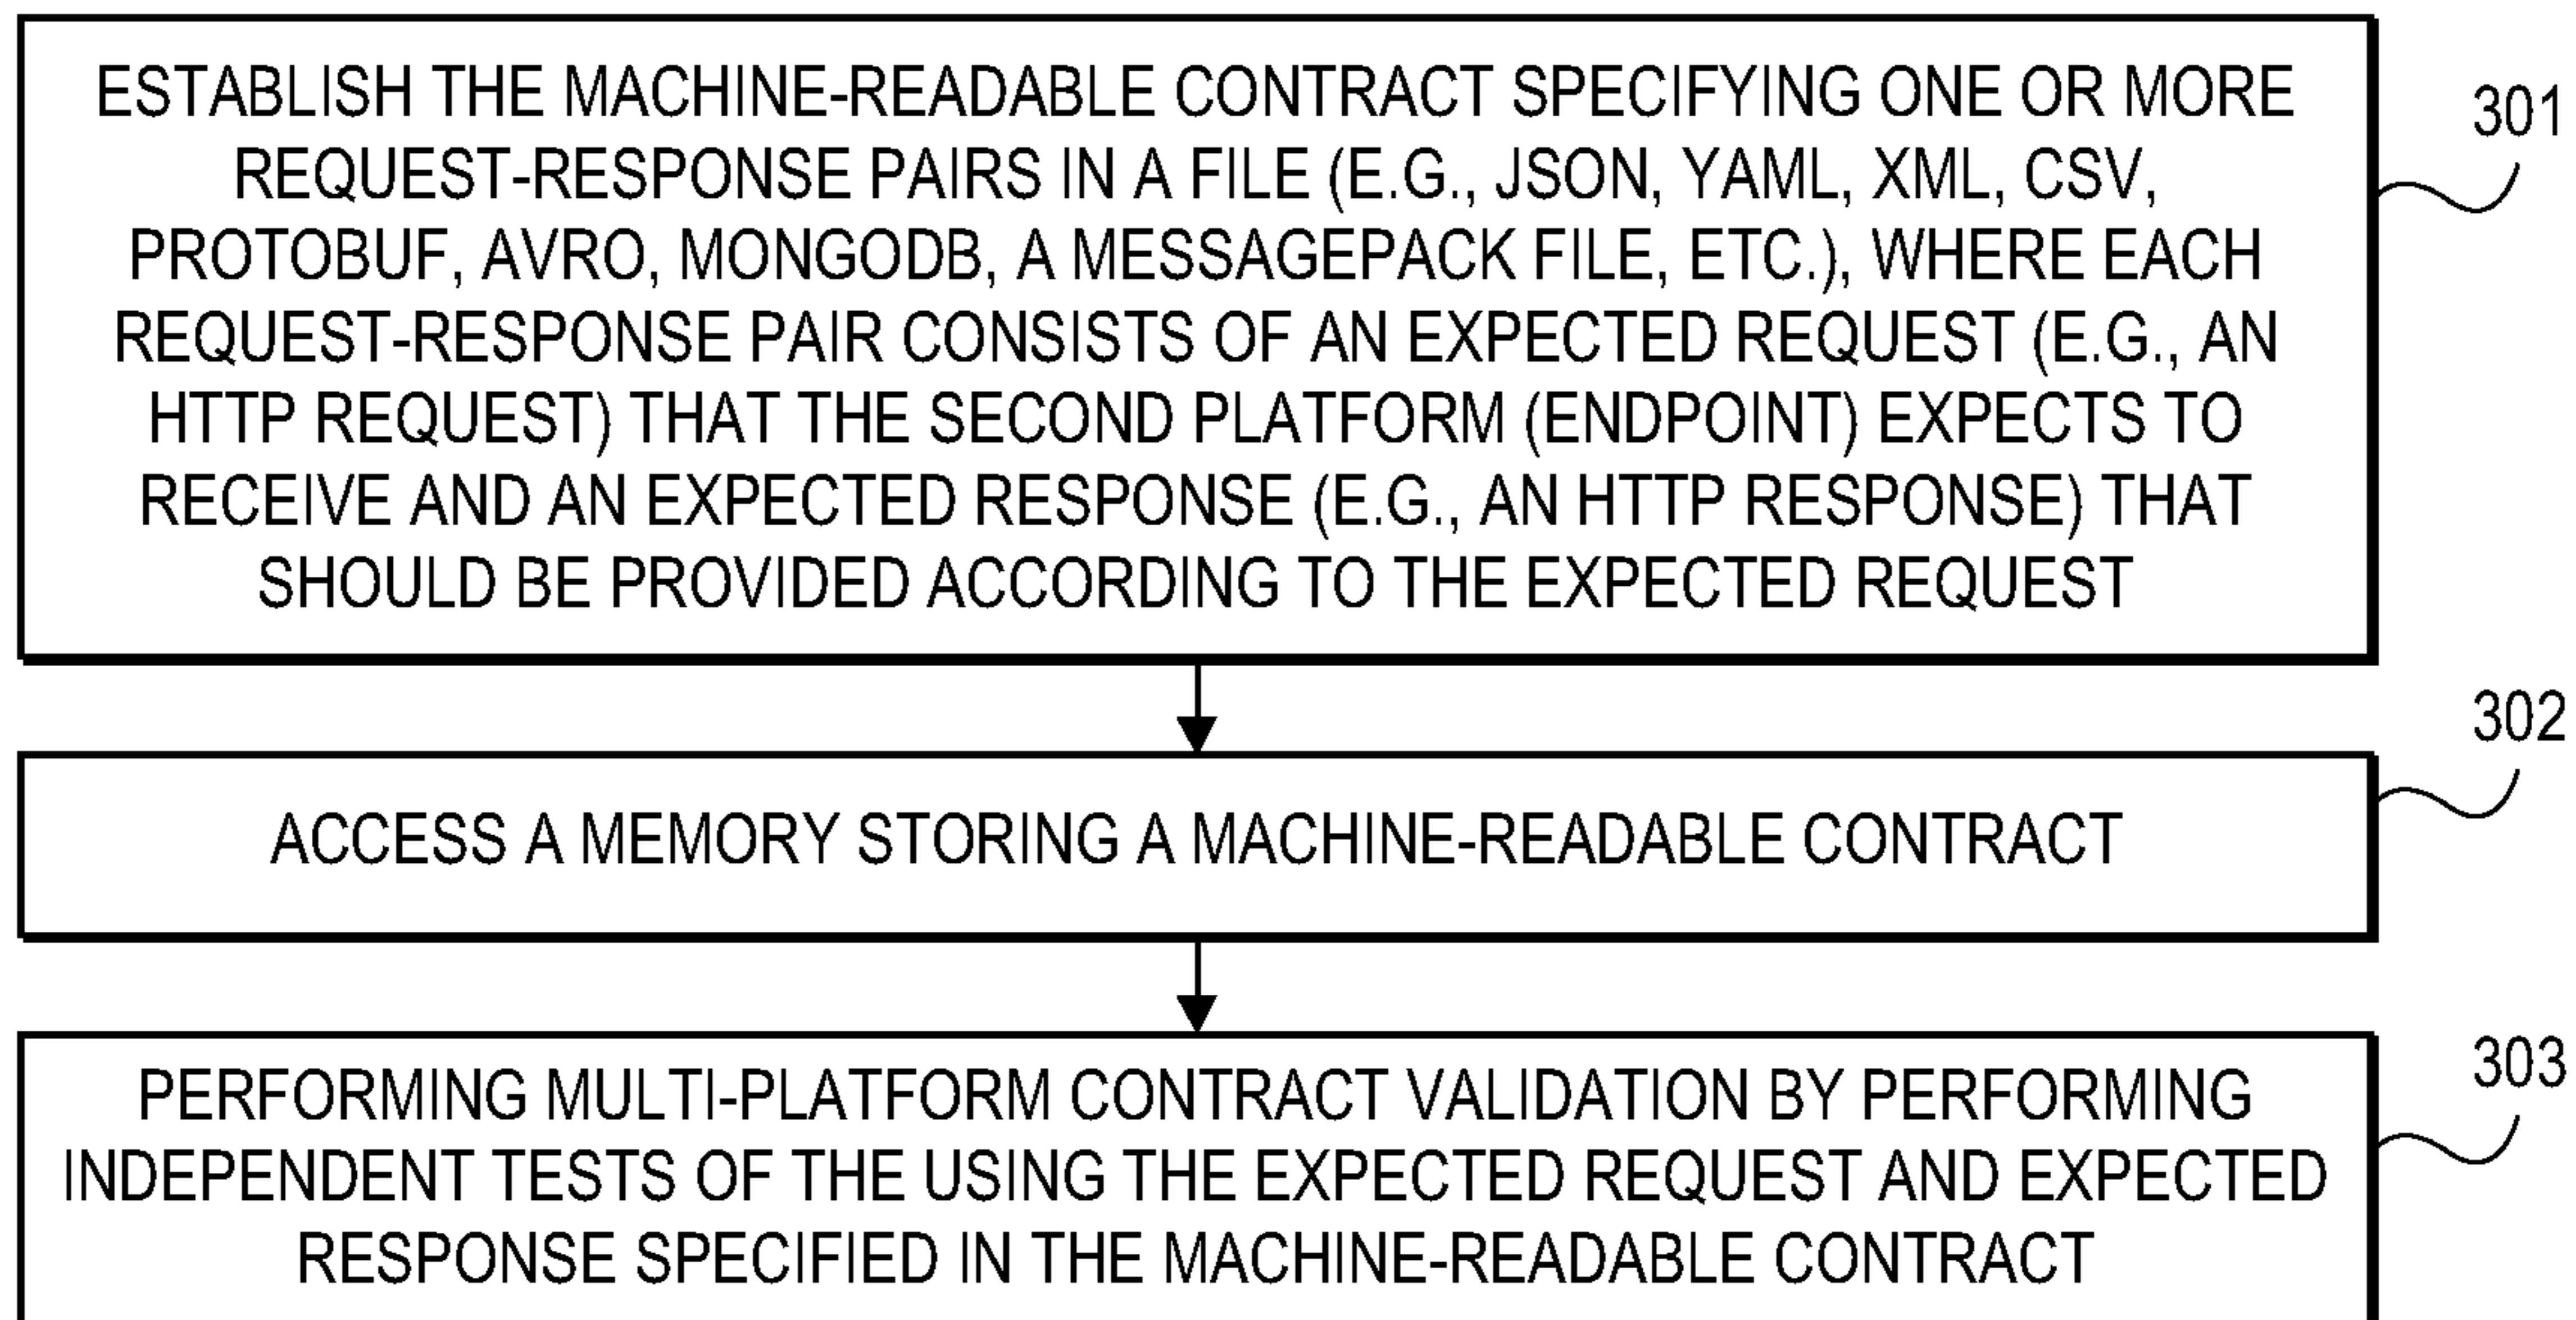 ESTABLISH THE MACHINE-READABLE CONTRACT SPECIFYING ONE OR MORE
REQUEST-RESPONSE PAIRS IN A FILE (E.G., JSON, YAML, XML, CSV,
PROTOBUF, AVRO, MONGODB, A MESSAGEPACK FILE, ETC.), WHERE EACH
REQUEST-RESPONSE PAIR CONSISTS OF AN EXPECTED REQUEST (E.G., AN
HTTP REQUEST) THAT THE SECOND PLATFORM (ENDPOINT) EXPECTS TO
RECEIVE AND AN EXPECTED RESPONSE (E.G., AN HTTP RESPONSE) THAT
SHOULD BE PROVIDED ACCORDING TO THE EXPECTED REQUEST
301
ACCESS A MEMORY STORING A MACHINE-READABLE CONTRACT
302
PERFORMING MULTI-PLATFORM CONTRACT VALIDATION BY PERFORMING
INDEPENDENT TESTS OF THE USING THE EXPECTED REQUEST AND EXPECTED
RESPONSE SPECIFIED IN THE MACHINE-READABLE CONTRACT
303